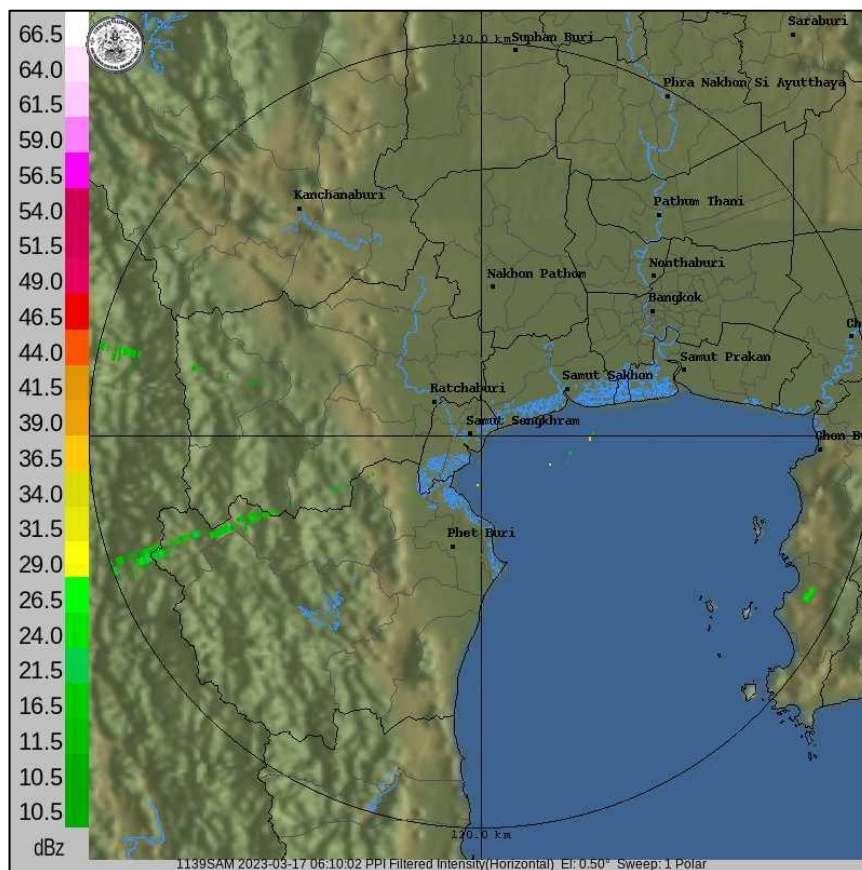 66.5
64.0
61.5
59.0
56.5
54.0
51.5
49.0
46.5
44.0
41.5
39.0
36.5
34.0
31.5
29.0
26.5
24.0
21.5
16.5
11.5
10.5
10.5
dBz
120.0 km
Suphan Buri
Saraburi
Phra Nakhon Si Ayutthaya
Kanchanaburi
Pathum Thani
Nakhon Pathom
Nonthaburi
Bangkok
Ch
Samut Prakan
Ratchaburi
Samut Sakhon
Samut Songkhram
Chon Bu
Phet Buri
120.0 km
1139SAM 2023-03-17 06:10:02 PPI Filtered Intensity(Horizontal) El: 0.50° Sweep: 1 Polar